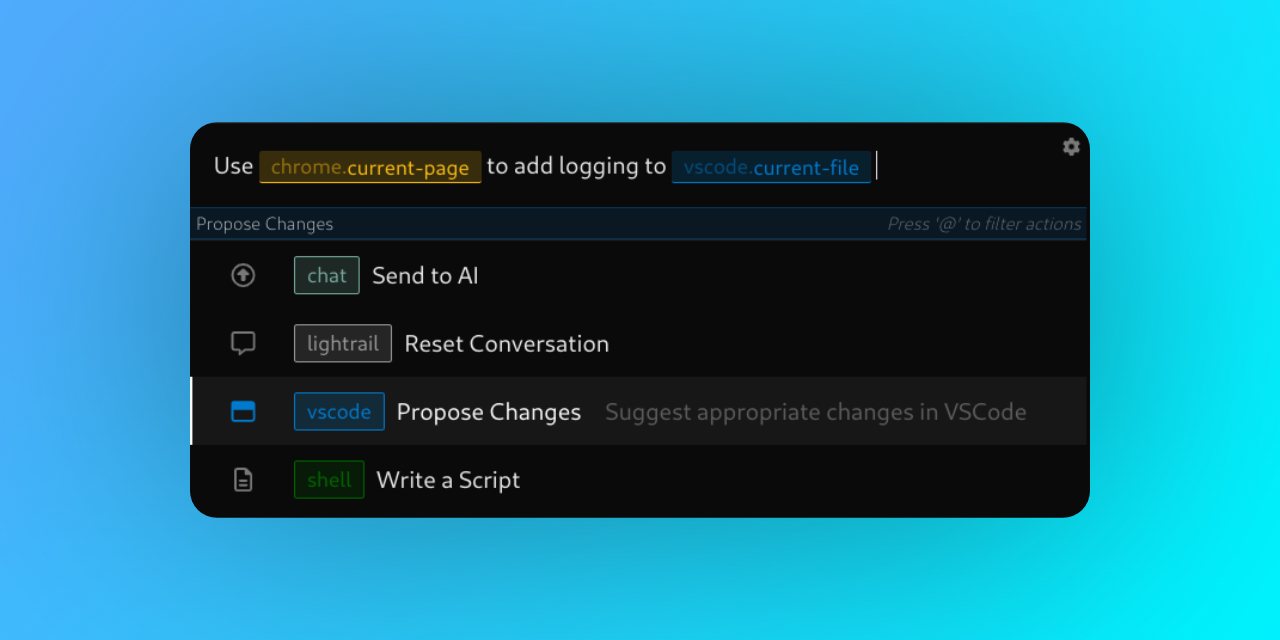 Use chrome.current-page to add logging to vscode.current-file
Propose Changes Press '@' to filter actions
chat Send to AI
lightrail Reset Conversation
vscode Propose Changes Suggest appropriate changes in VSCode
shell Write a Script